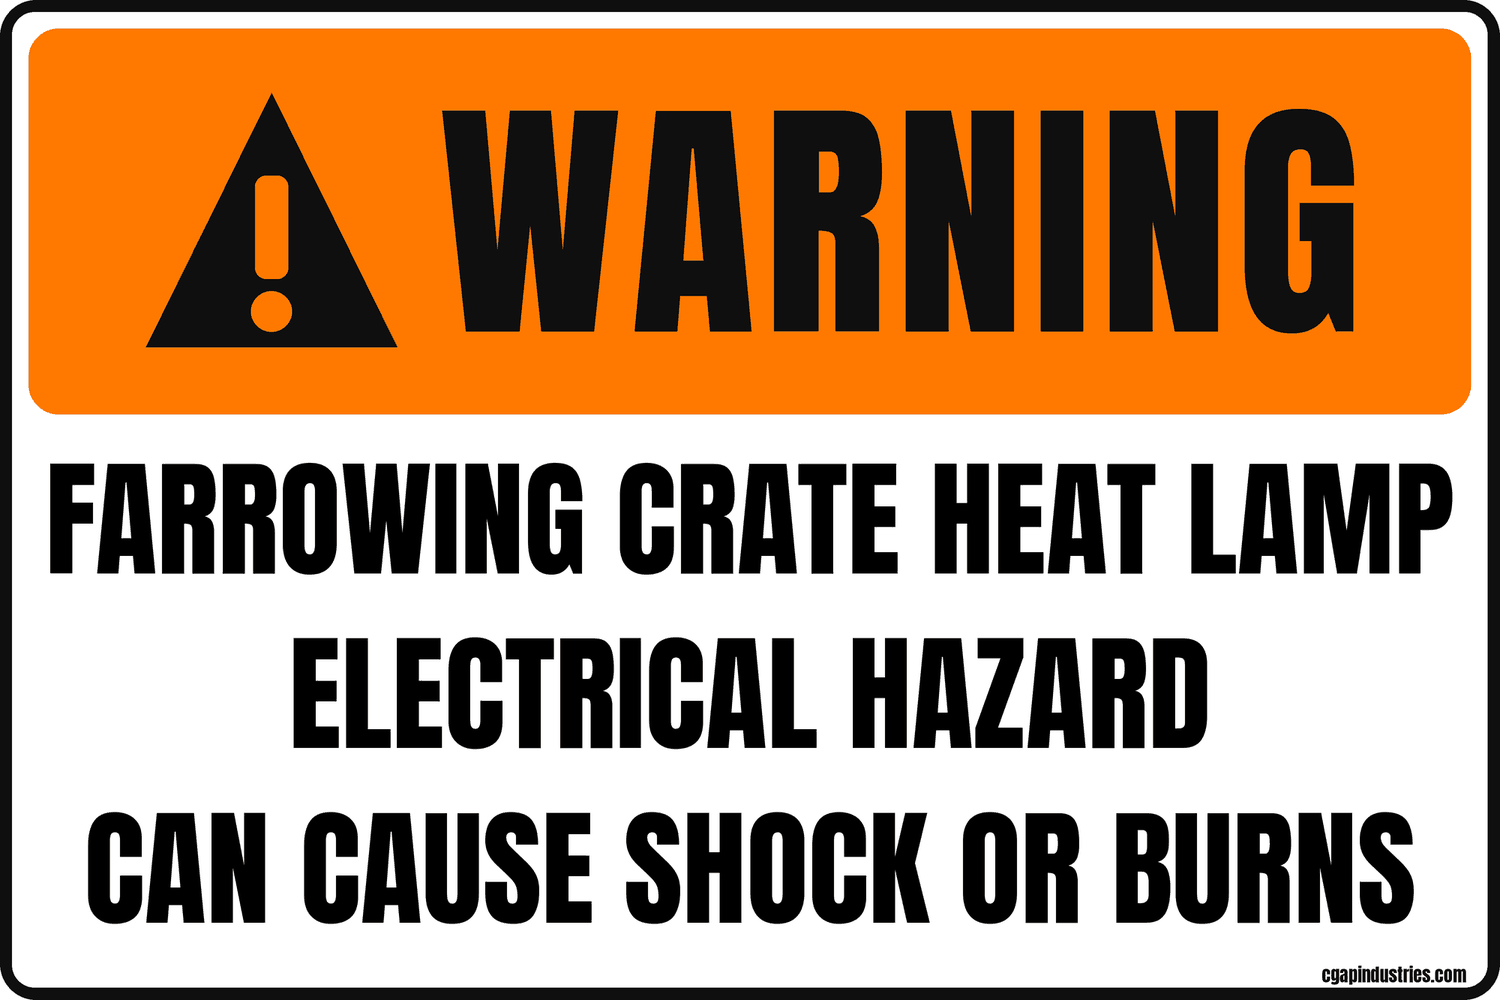 WARNING
FARROWING CRATE HEAT LAMP
ELECTRICAL HAZARD
CAN CAUSE SHOCK OR BURNS
cgapindustries.com